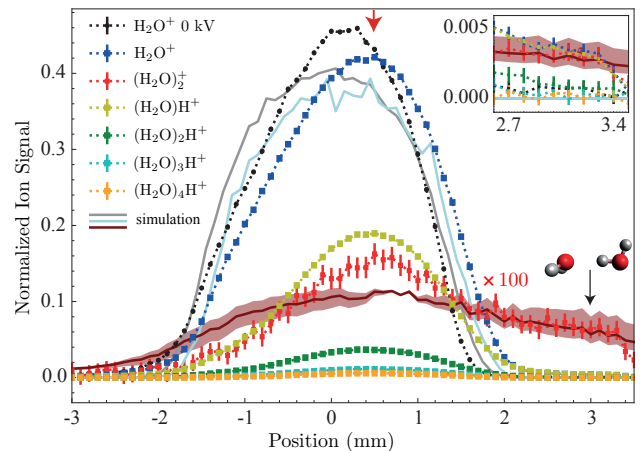 H₂O⁺ 0 kV
H₂O⁺
(H₂O)₂⁺
(H₂O)H⁺
(H₂O)₂H⁺
(H₂O)₃H⁺
(H₂O)₄H⁺
simulation
0.005
0.000
2.7 3.4
× 100
Normalized Ion Signal
0.4
0.3
0.2
0.1
0.0
-3 -2 -1 0 1 2 3
Position (mm)